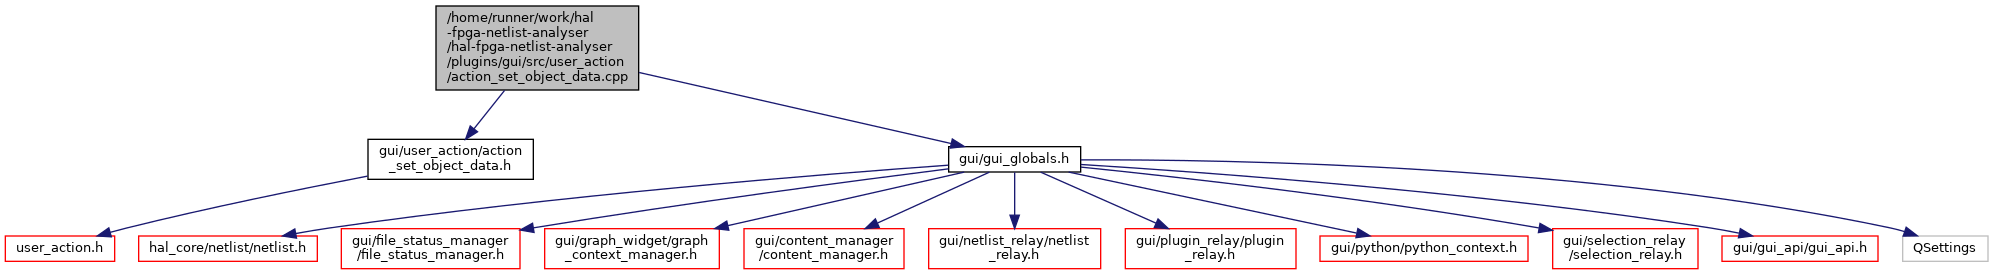 /home/runner/work/hal
-fpga-netlist-analyser
/hal-fpga-netlist-analyser
/plugins/gui/src/user_action
/action_set_object_data.cpp
gui/user_action/action
_set_object_data.h
gui/gui_globals.h
user_action.h
hal_core/netlist/netlist.h
gui/file_status_manager
/file_status_manager.h
gui/graph_widget/graph
_context_manager.h
gui/content_manager
/content_manager.h
gui/netlist_relay/netlist
_relay.h
gui/plugin_relay/plugin
_relay.h
gui/python/python_context.h
gui/selection_relay
/selection_relay.h
gui/gui_api/gui_api.h
QSettings